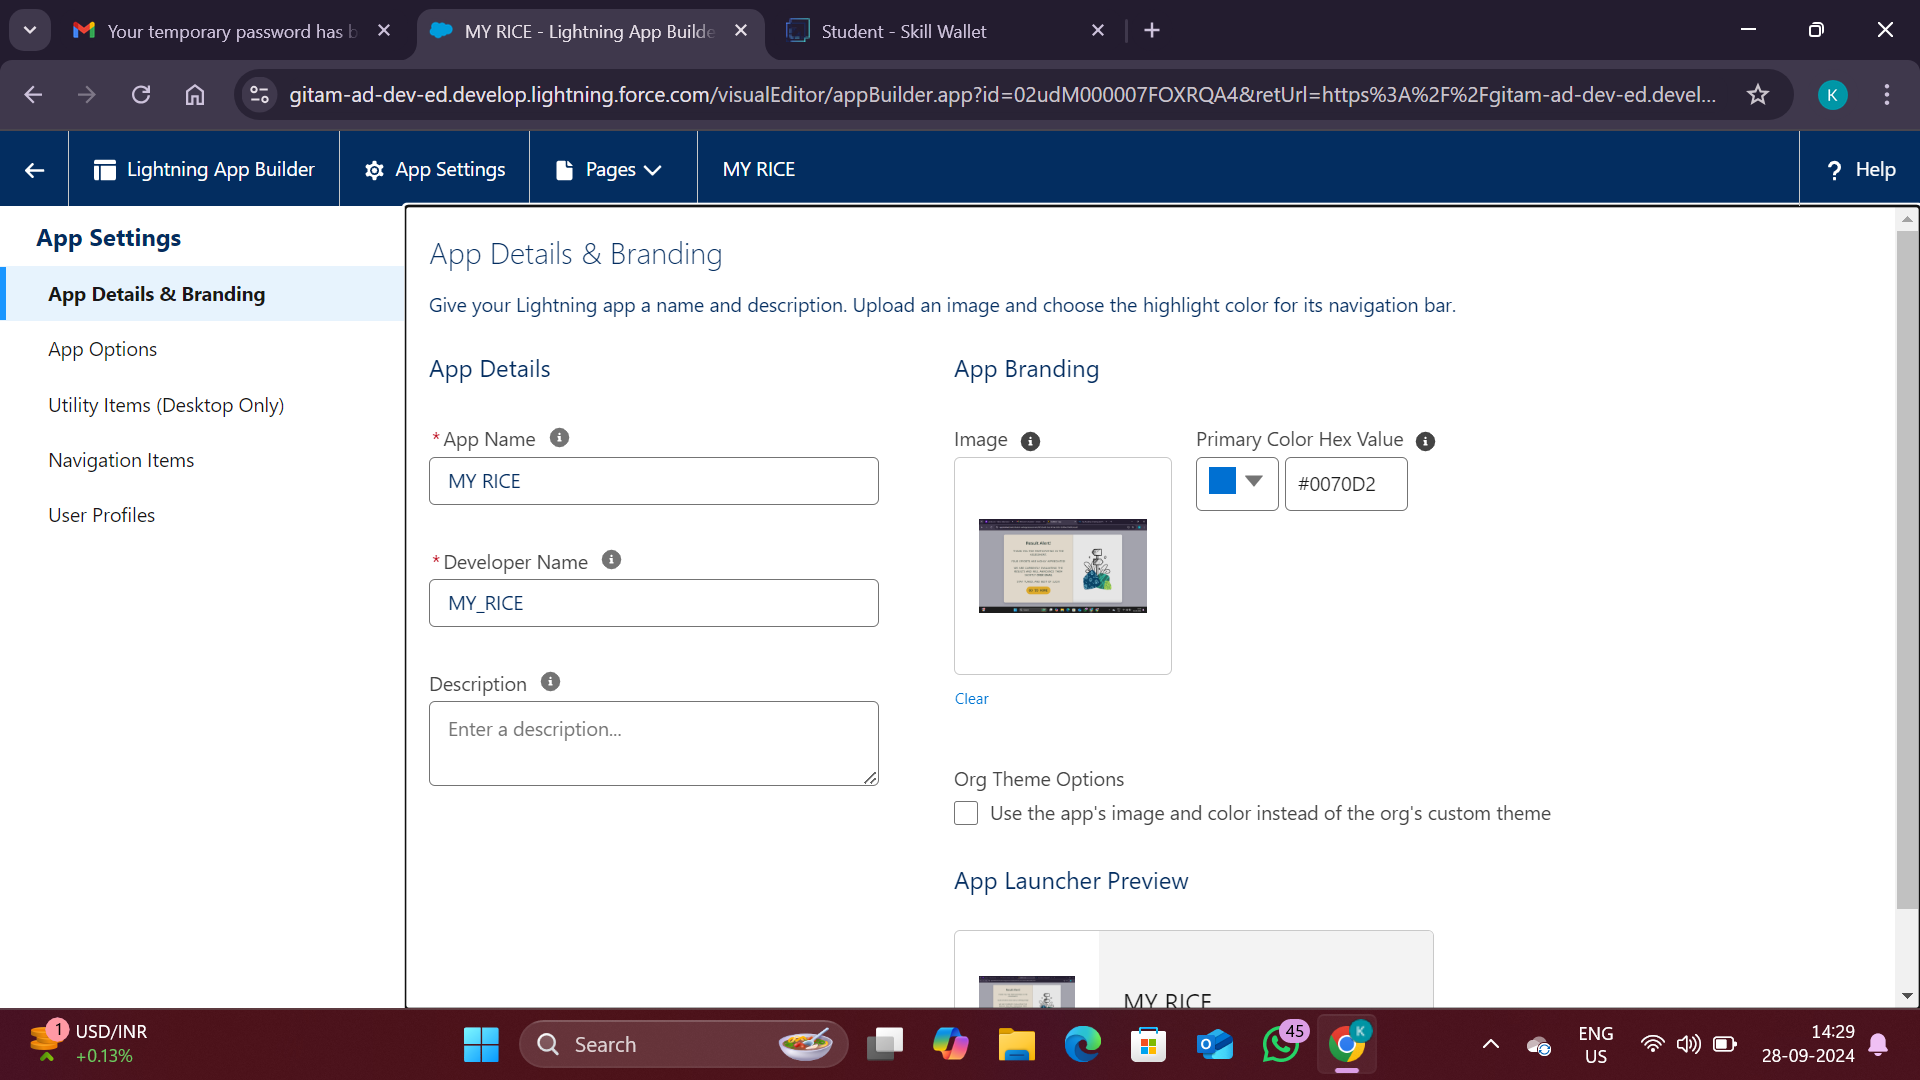 Your temporary password has b
MY RICE - Lightning App Builde
Student - Skill Wallet
gitam-ad-dev-ed.develop.lightning.force.com/visualEditor/appBuilder.app?id=02udM000007FOXRQA4&retUrl=https%3A%2F%2Fgitam-ad-dev-ed.devel...
K
Lightning App Builder
App Settings
Pages
MY RICE
? Help
App Settings
App Details & Branding
App Options
Utility Items (Desktop Only)
Navigation Items
User Profiles
App Details & Branding
Give your Lightning app a name and description. Upload an image and choose the highlight color for its navigation bar.
App Details
*App Name
MY RICE
*Developer Name
MY_RICE
Description
Enter a description...
App Branding
Image
Primary Color Hex Value
#0070D2
Result Alert!
GO TO HOME
Clear
Org Theme Options
Use the app's image and color instead of the org's custom theme
App Launcher Preview
MY RICE
1
USD/INR
+0.13%
Search
45
K
ENG
US
14:29
28-09-2024